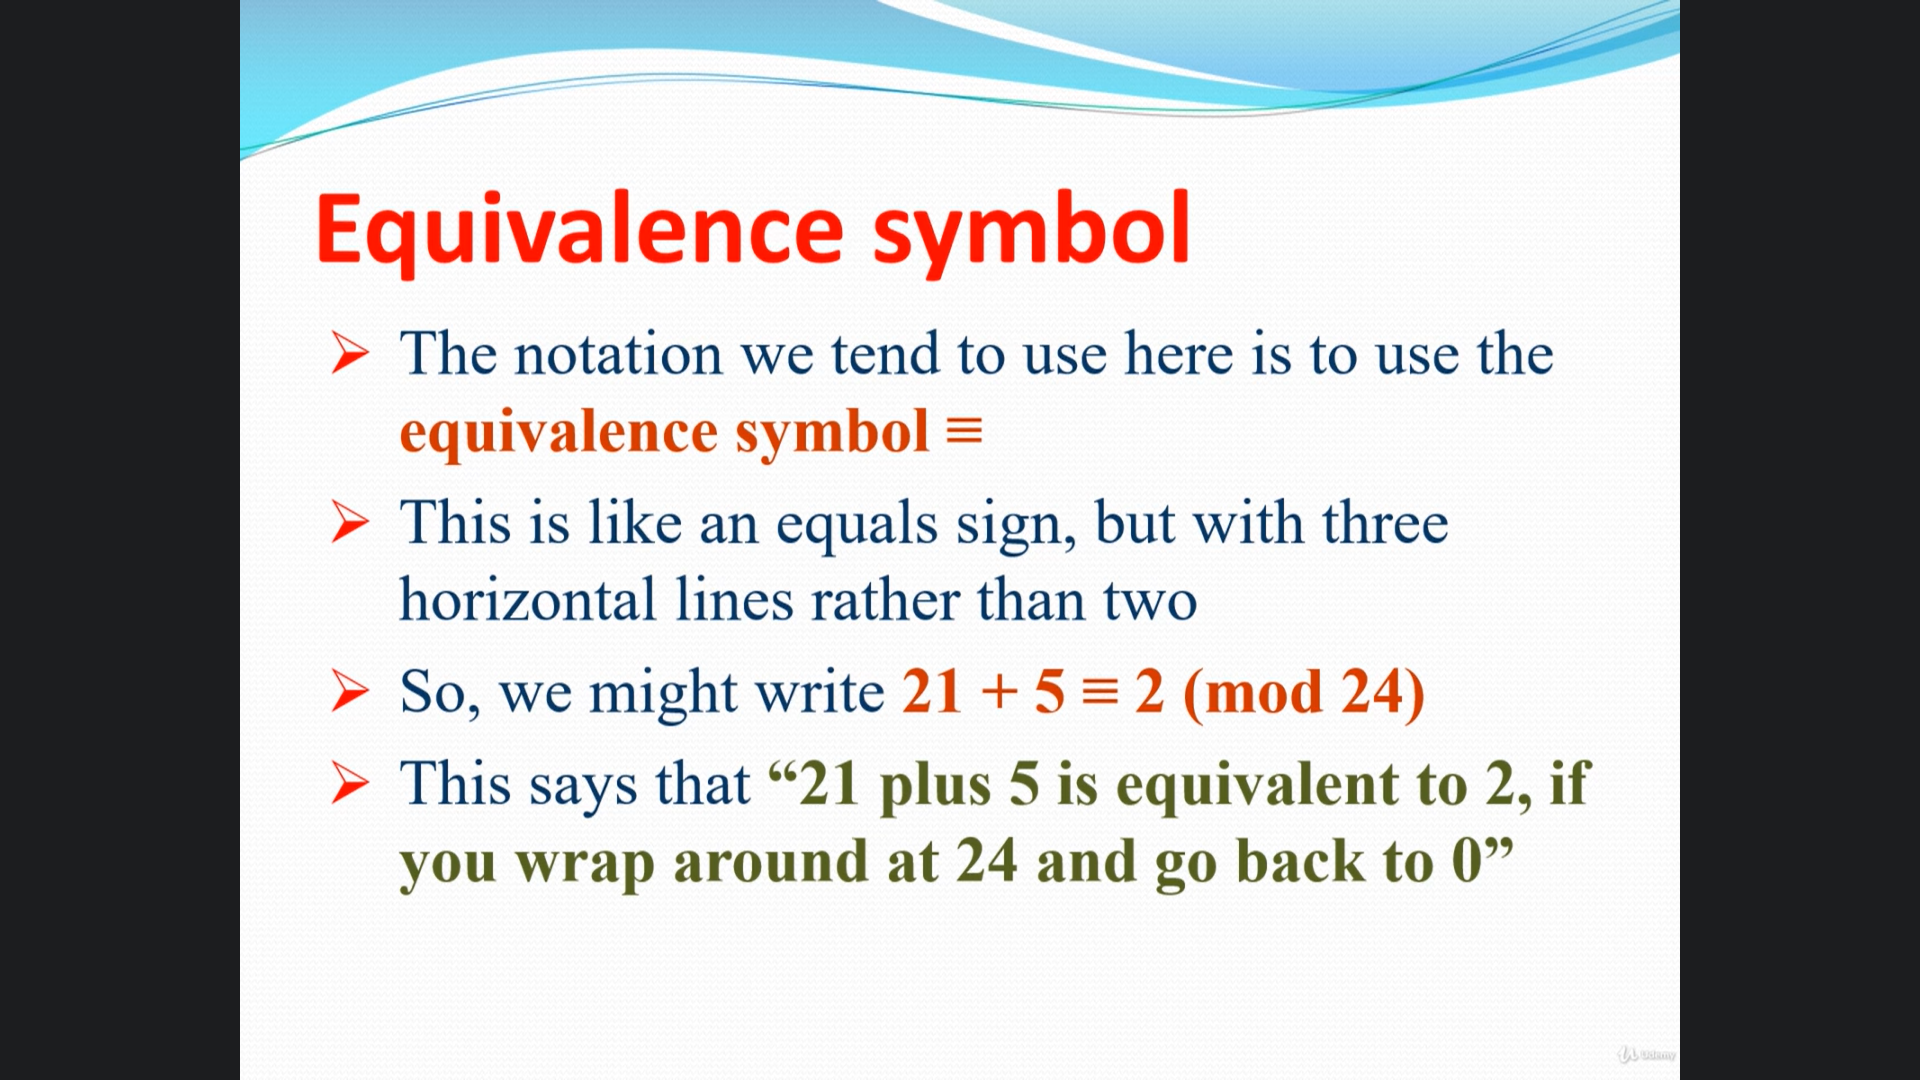 Equivalence symbol
➢ The notation we tend to use here is to use the
equivalence symbol ≡
➢ This is like an equals sign, but with three
horizontal lines rather than two
➢ So, we might write 21 + 5 ≡ 2 (mod 24)
➢ This says that “21 plus 5 is equivalent to 2, if
you wrap around at 24 and go back to 0”
Udemy